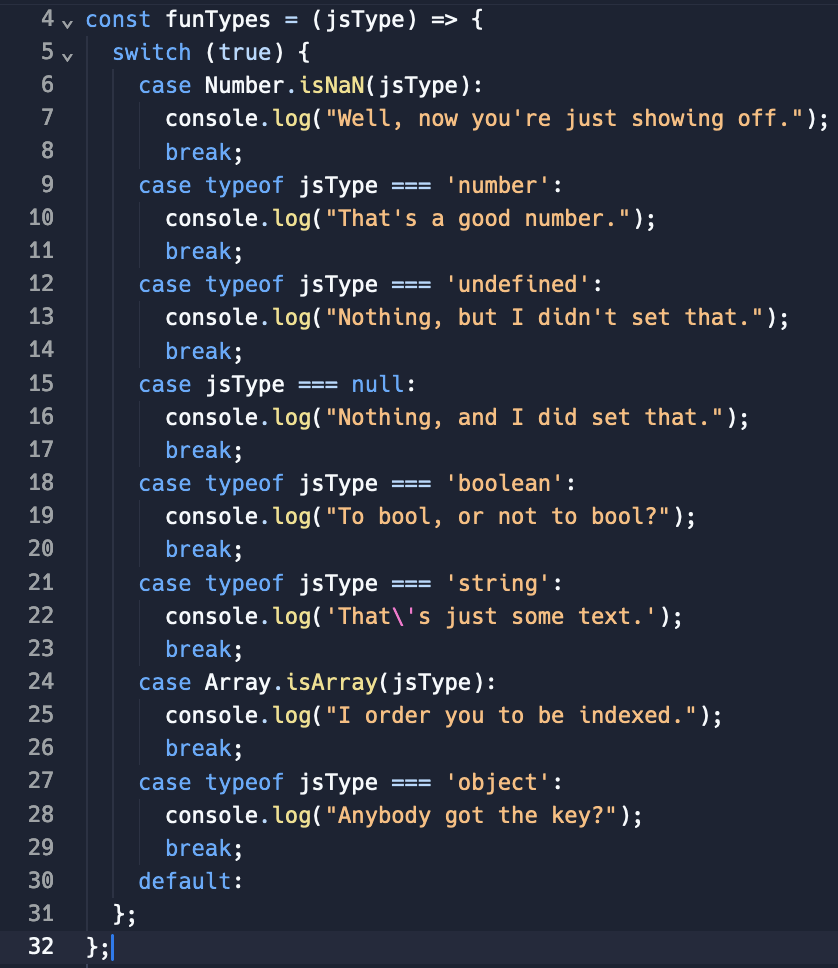 4 const funTypes = (jsType) => {
5 switch (true) {
6 case Number.isNaN(jsType):
7 console.log("Well, now you're just showing off.");
8 break;
9 case typeof jsType === 'number':
10 console.log("That's a good number.");
11 break;
12 case typeof jsType === 'undefined':
13 console.log("Nothing, but I didn't set that.");
14 break;
15 case jsType === null:
16 console.log("Nothing, and I did set that.");
17 break;
18 case typeof jsType === 'boolean':
19 console.log("To bool, or not to bool?");
20 break;
21 case typeof jsType === 'string':
22 console.log('That\'s just some text.');
23 break;
24 case Array.isArray(jsType):
25 console.log("I order you to be indexed.");
26 break;
27 case typeof jsType === 'object':
28 console.log("Anybody got the key?");
29 break;
30 default:
31 };
32 };